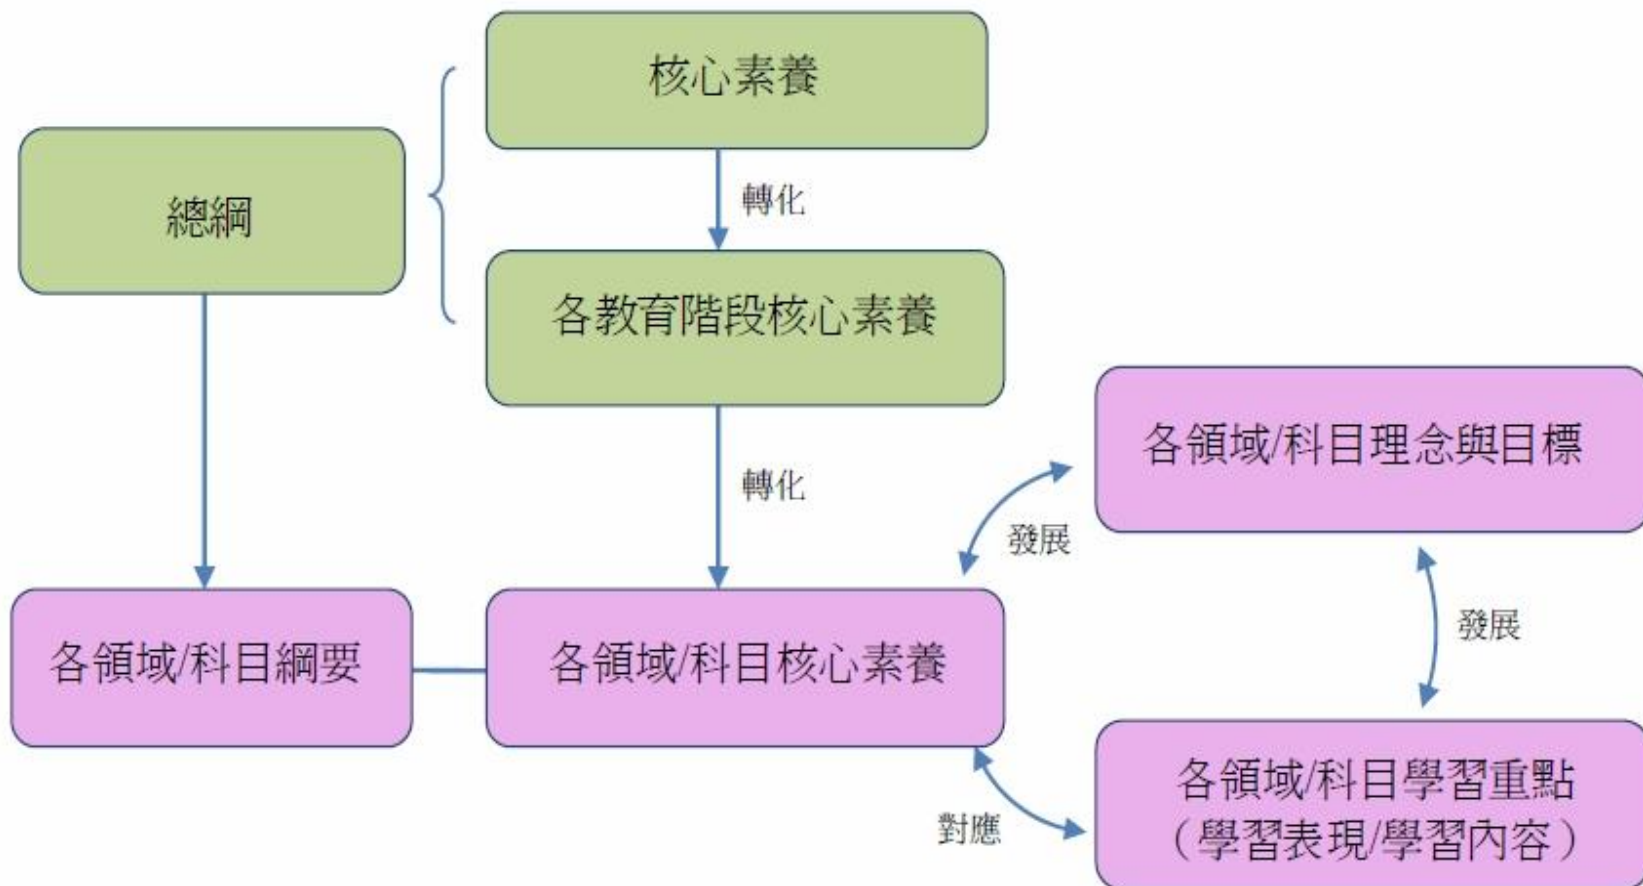 核心素養
轉化
總綱
各教育階段核心素養
轉化
各領域/科目理念與目標
發展
發展
各領域/科目綱要
各領域/科目核心素養
對應
各領域/科目學習重點
（學習表現/學習內容）